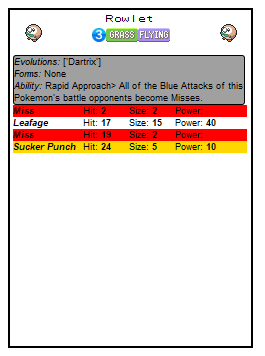 Rowlet
3 GRASS FLYING
Evolutions: ['Dartrix']
Forms: None
Ability: Rapid Approach> All of the Blue Attacks of this
Pokemon's battle opponents become Misses.
Miss Hit: 2 Size: 2 Power:
Leafage Hit: 17 Size: 15 Power: 40
Miss Hit: 19 Size: 2 Power:
Sucker Punch Hit: 24 Size: 5 Power: 10